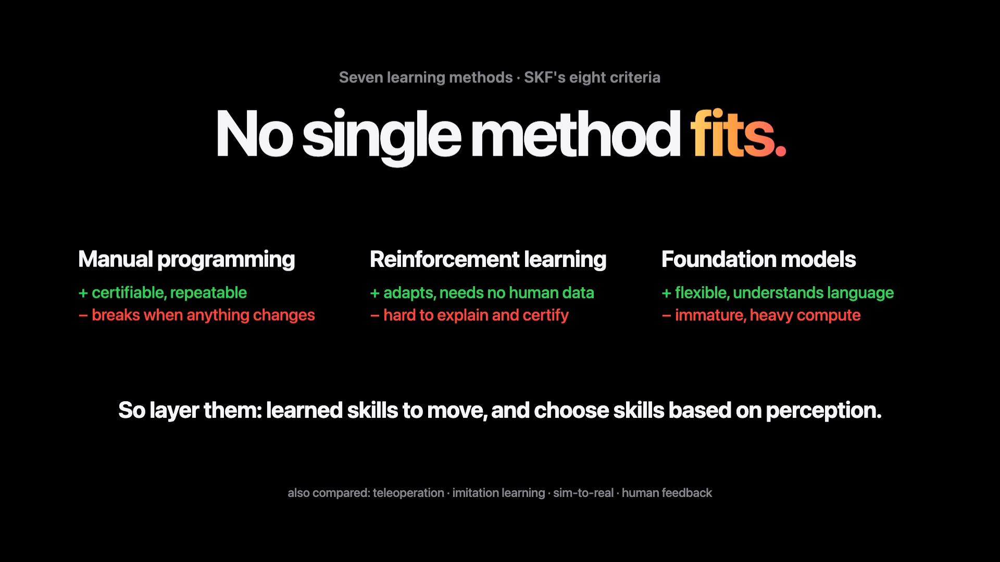 Seven learning methods · SKF's eight criteria
No single method fits.
Manual programming
+ certifiable, repeatable
– breaks when anything changes
Reinforcement learning
+ adapts, needs no human data
– hard to explain and certify
Foundation models
+ flexible, understands language
– immature, heavy compute
So layer them: learned skills to move, and choose skills based on perception.
also compared: teleoperation · imitation learning · sim-to-real · human feedback